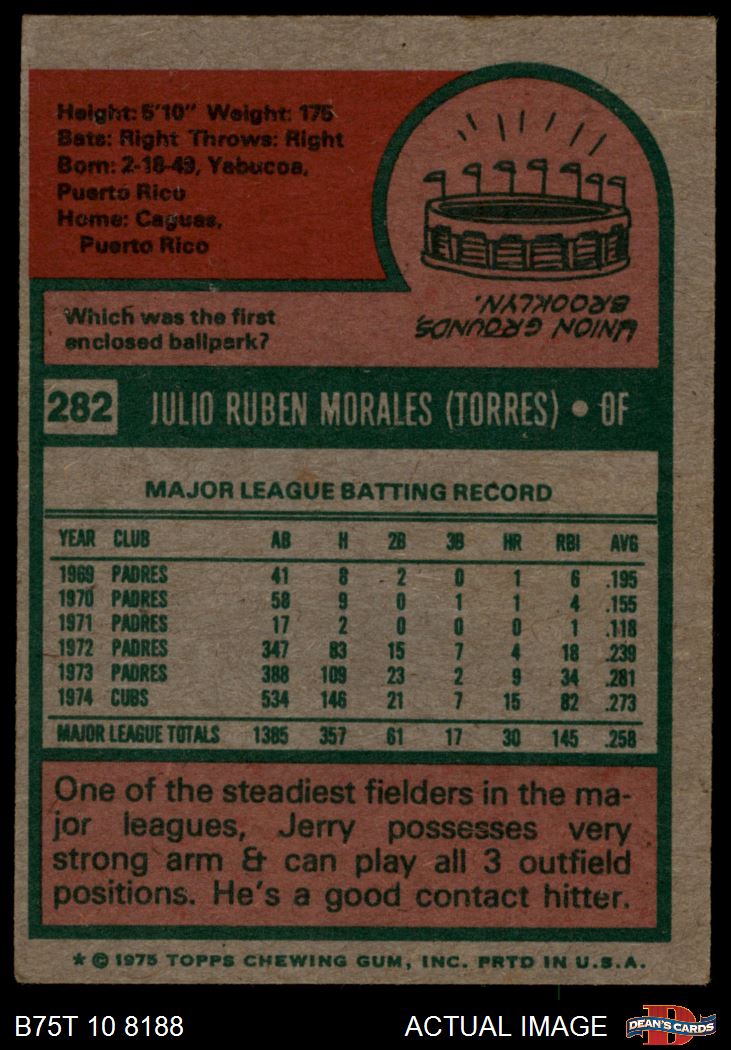 Height: 5'10" Weight: 175
Bats: Right Throws: Right
Born: 2-18-49, Yabucoa,
Puerto Rico
Home: Caguas,
Puerto Rico
Which was the first
enclosed ballpark?
UNION GROUNDS,
BROOKLYN.
282 JULIO RUBEN MORALES (TORRES) • OF
MAJOR LEAGUE BATTING RECORD
YEAR CLUB AB H 2B 3B HR RBI AVG
1969 PADRES 41 8 2 0 1 6 .195
1970 PADRES 58 9 0 1 1 4 .155
1971 PADRES 17 2 0 0 0 1 .118
1972 PADRES 347 83 15 7 4 18 .239
1973 PADRES 388 109 23 2 9 34 .281
1974 CUBS 534 146 21 7 15 82 .273
MAJOR LEAGUE TOTALS 1385 357 61 17 30 145 .258
One of the steadiest fielders in the ma-
jor leagues, Jerry possesses very
strong arm & can play all 3 outfield
positions. He's a good contact hitter.
* © 1975 TOPPS CHEWING GUM, INC. PRTD IN U.S.A.
B75T 10 8188 ACTUAL IMAGE DEAN'S CARDS